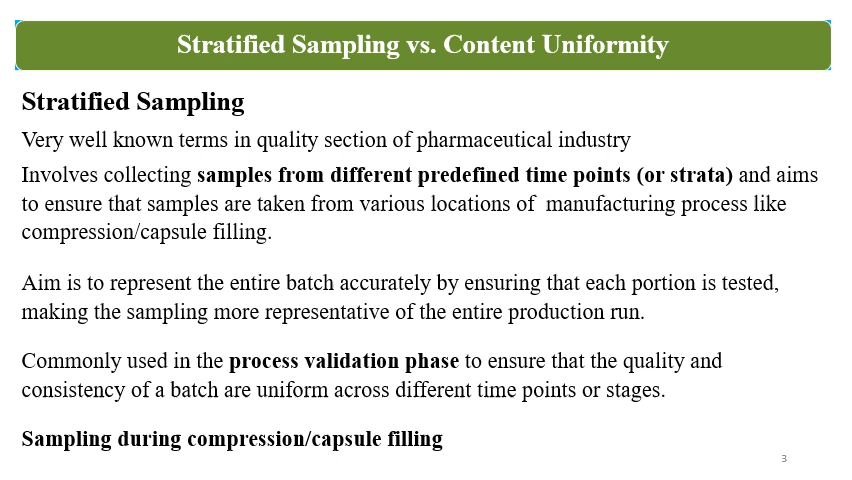 Stratified Sampling vs. Content Uniformity
Stratified Sampling
Very well known terms in quality section of pharmaceutical industry
Involves collecting samples from different predefined time points (or strata) and aims
to ensure that samples are taken from various locations of  manufacturing process like
compression/capsule filling.
Aim is to represent the entire batch accurately by ensuring that each portion is tested,
making the sampling more representative of the entire production run.
Commonly used in the process validation phase to ensure that the quality and
consistency of a batch are uniform across different time points or stages.
Sampling during compression/capsule filling
3